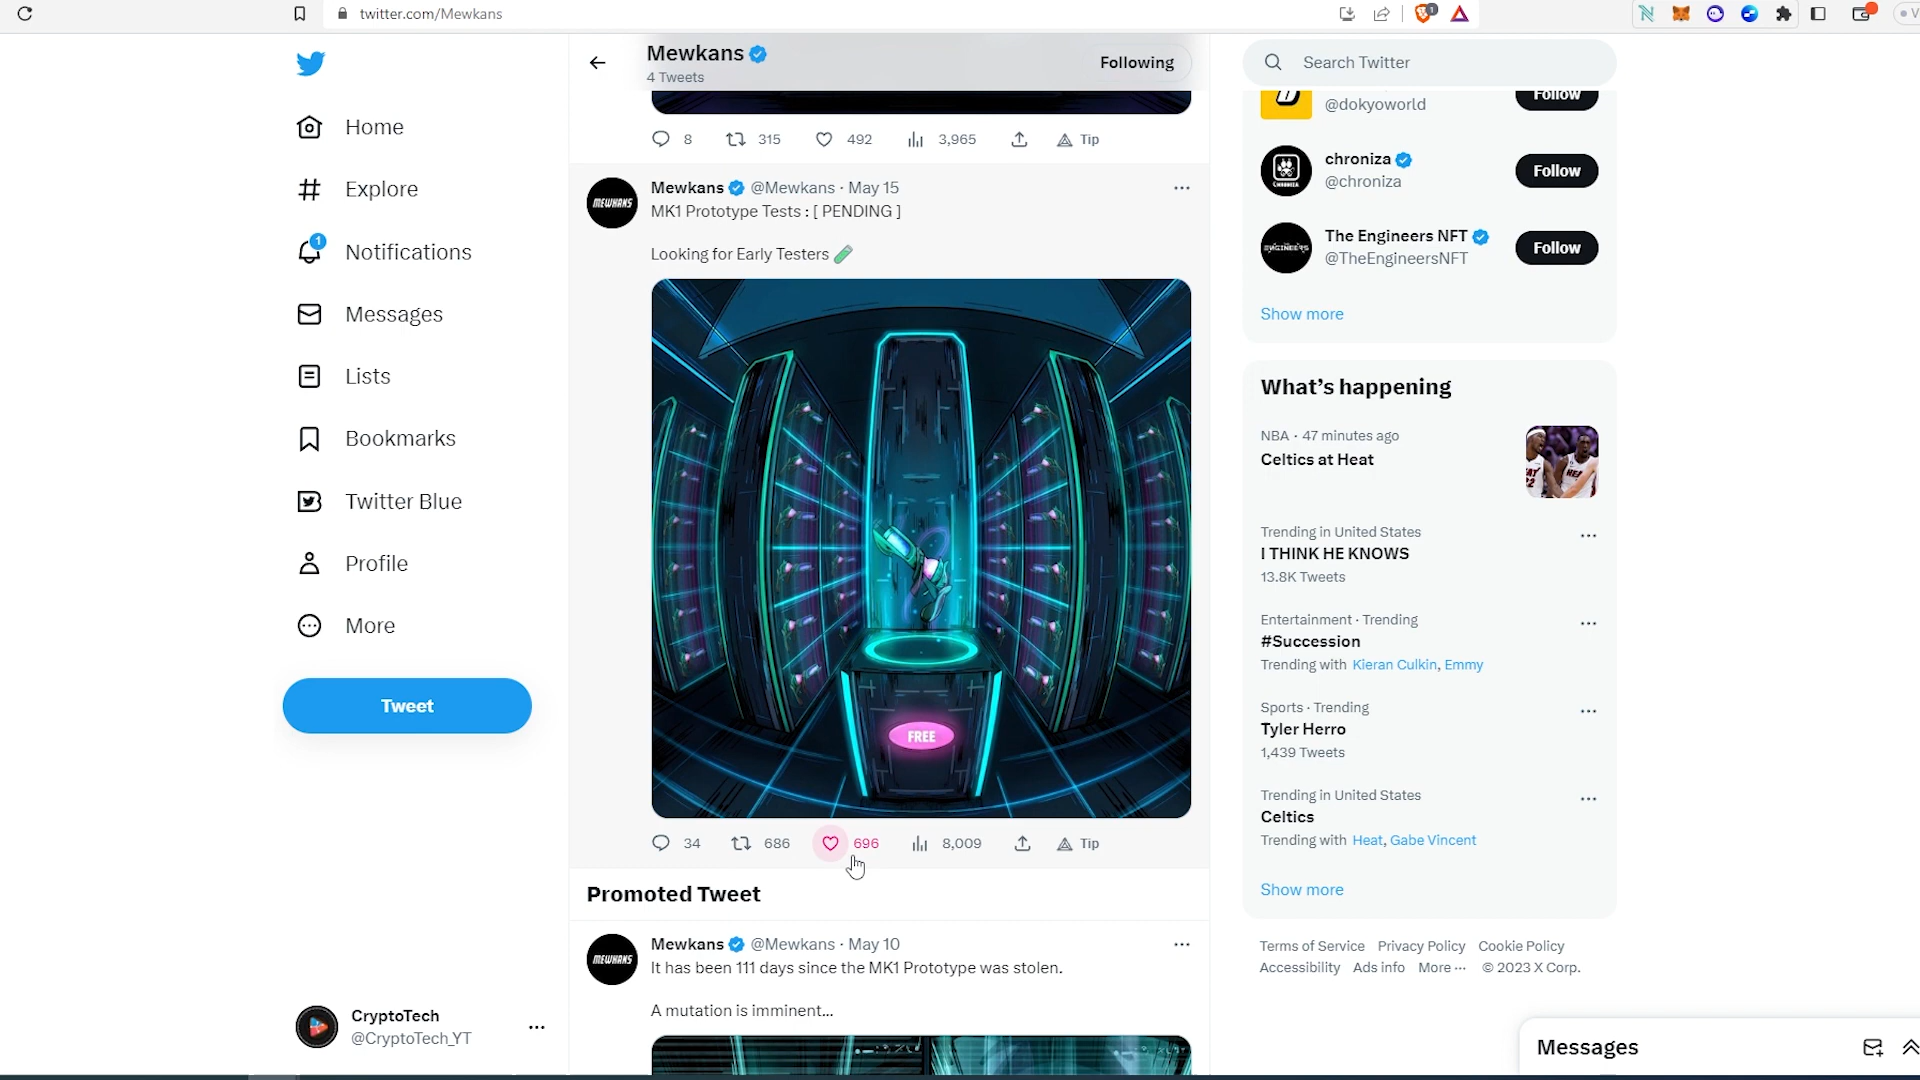 twitter.com/Mewkans
1
Mewkans
4 Tweets
Following
Search Twitter
Home
Explore
1
Notifications
Messages
Lists
Bookmarks
Twitter Blue
Profile
More
Tweet
CryptoTech
@CryptoTech_YT
8 315 492 3,965 Tip
MEWKANS
Mewkans @Mewkans · May 15
MK1 Prototype Tests : [ PENDING ]
Looking for Early Testers
FREE
34 686 696 8,009 Tip
Promoted Tweet
MEWKANS
Mewkans @Mewkans · May 10
It has been 111 days since the MK1 Prototype was stolen.
A mutation is imminent...
@dokyoworld
Follow
CHRONIZA
chroniza
@chroniza
Follow
The Engineers NFT
@TheEngineersNFT
Follow
Show more
What's happening
NBA · 47 minutes ago
Celtics at Heat
Trending in United States
I THINK HE KNOWS
13.8K Tweets
Entertainment · Trending
#Succession
Trending with Kieran Culkin, Emmy
Sports · Trending
Tyler Herro
1,439 Tweets
Trending in United States
Celtics
Trending with Heat, Gabe Vincent
Show more
Terms of Service Privacy Policy Cookie Policy
Accessibility Ads info More ··· © 2023 X Corp.
Messages